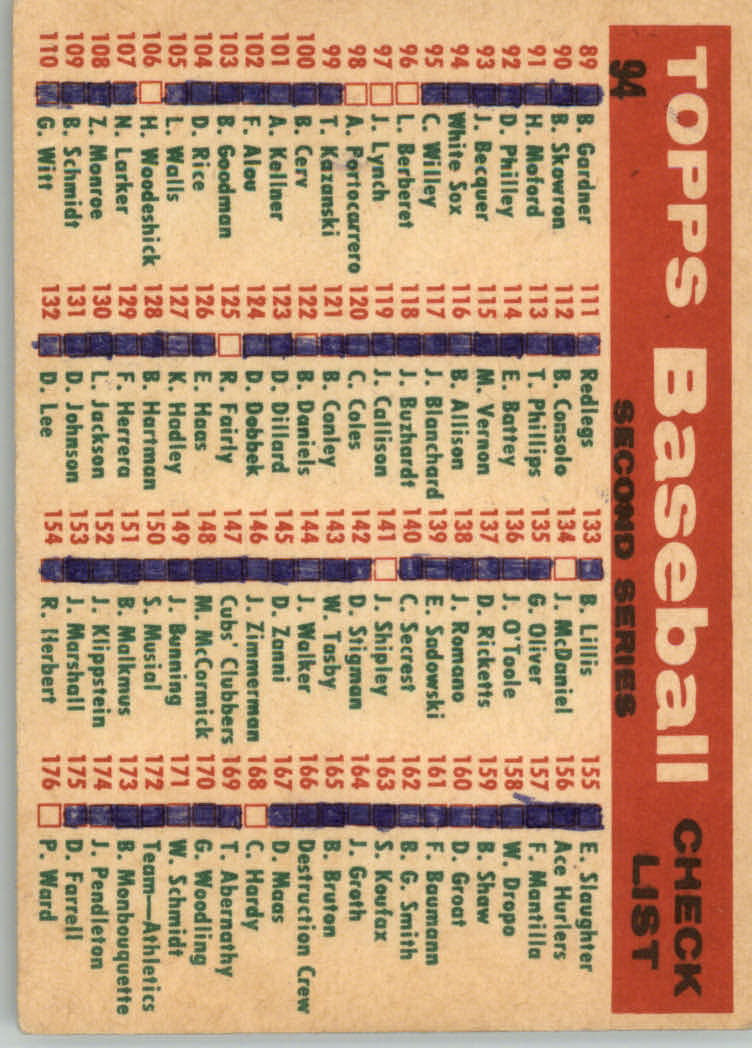 TOPPS Baseball CHECK LIST
94 SECOND SERIES
89 B. Gardner
90 B. Skowron
91 H. Moford
92 D. Philley
93 J. Becquer
94 White Sox
95 C. Willey
96 L. Berberet
97 J. Lynch
98 A. Portocarrero
99 T. Kazanski
100 B. Cerv
101 A. Kellner
102 F. Alou
103 B. Goodman
104 D. Rice
105 L. Walls
106 H. Woodeshick
107 N. Larker
108 Z. Monroe
109 B. Schmidt
110 G. Witt
111 Redlegs
112 B. Consolo
113 T. Phillips
114 E. Battey
115 M. Vernon
116 B. Allison
117 J. Blanchard
118 J. Buzhardt
119 J. Callison
120 C. Coles
121 B. Conley
122 B. Daniels
123 D. Dillard
124 D. Dobbek
125 R. Fairly
126 E. Haas
127 K. Hadley
128 B. Hartman
129 F. Herrera
130 L. Jackson
131 D. Johnson
132 D. Lee
133 B. Lillis
134 J. McDaniel
135 G. Oliver
136 J. O'Toole
137 D. Ricketts
138 J. Romano
139 E. Sadowski
140 C. Secrest
141 J. Shipley
142 D. Stigman
143 W. Tasby
144 J. Walker
145 D. Zanni
146 J. Zimmerman
147 Cubs' Clubbers
148 M. McCormick
149 J. Bunning
150 S. Musial
151 B. Malkmus
152 J. Klippstein
153 J. Marshall
154 R. Herbert
155 E. Slaughter
156 Ace Hurlers
157 F. Mantilla
158 W. Dropo
159 B. Shaw
160 D. Groat
161 F. Baumann
162 B. G. Smith
163 S. Koufax
164 J. Groth
165 B. Bruton
166 Destruction Crew
167 D. Maas
168 C. Hardy
169 T. Abernathy
170 G. Woodling
171 W. Schmidt
172 Team—Athletics
173 B. Monbouquette
174 J. Pendleton
175 D. Farrell
176 P. Ward